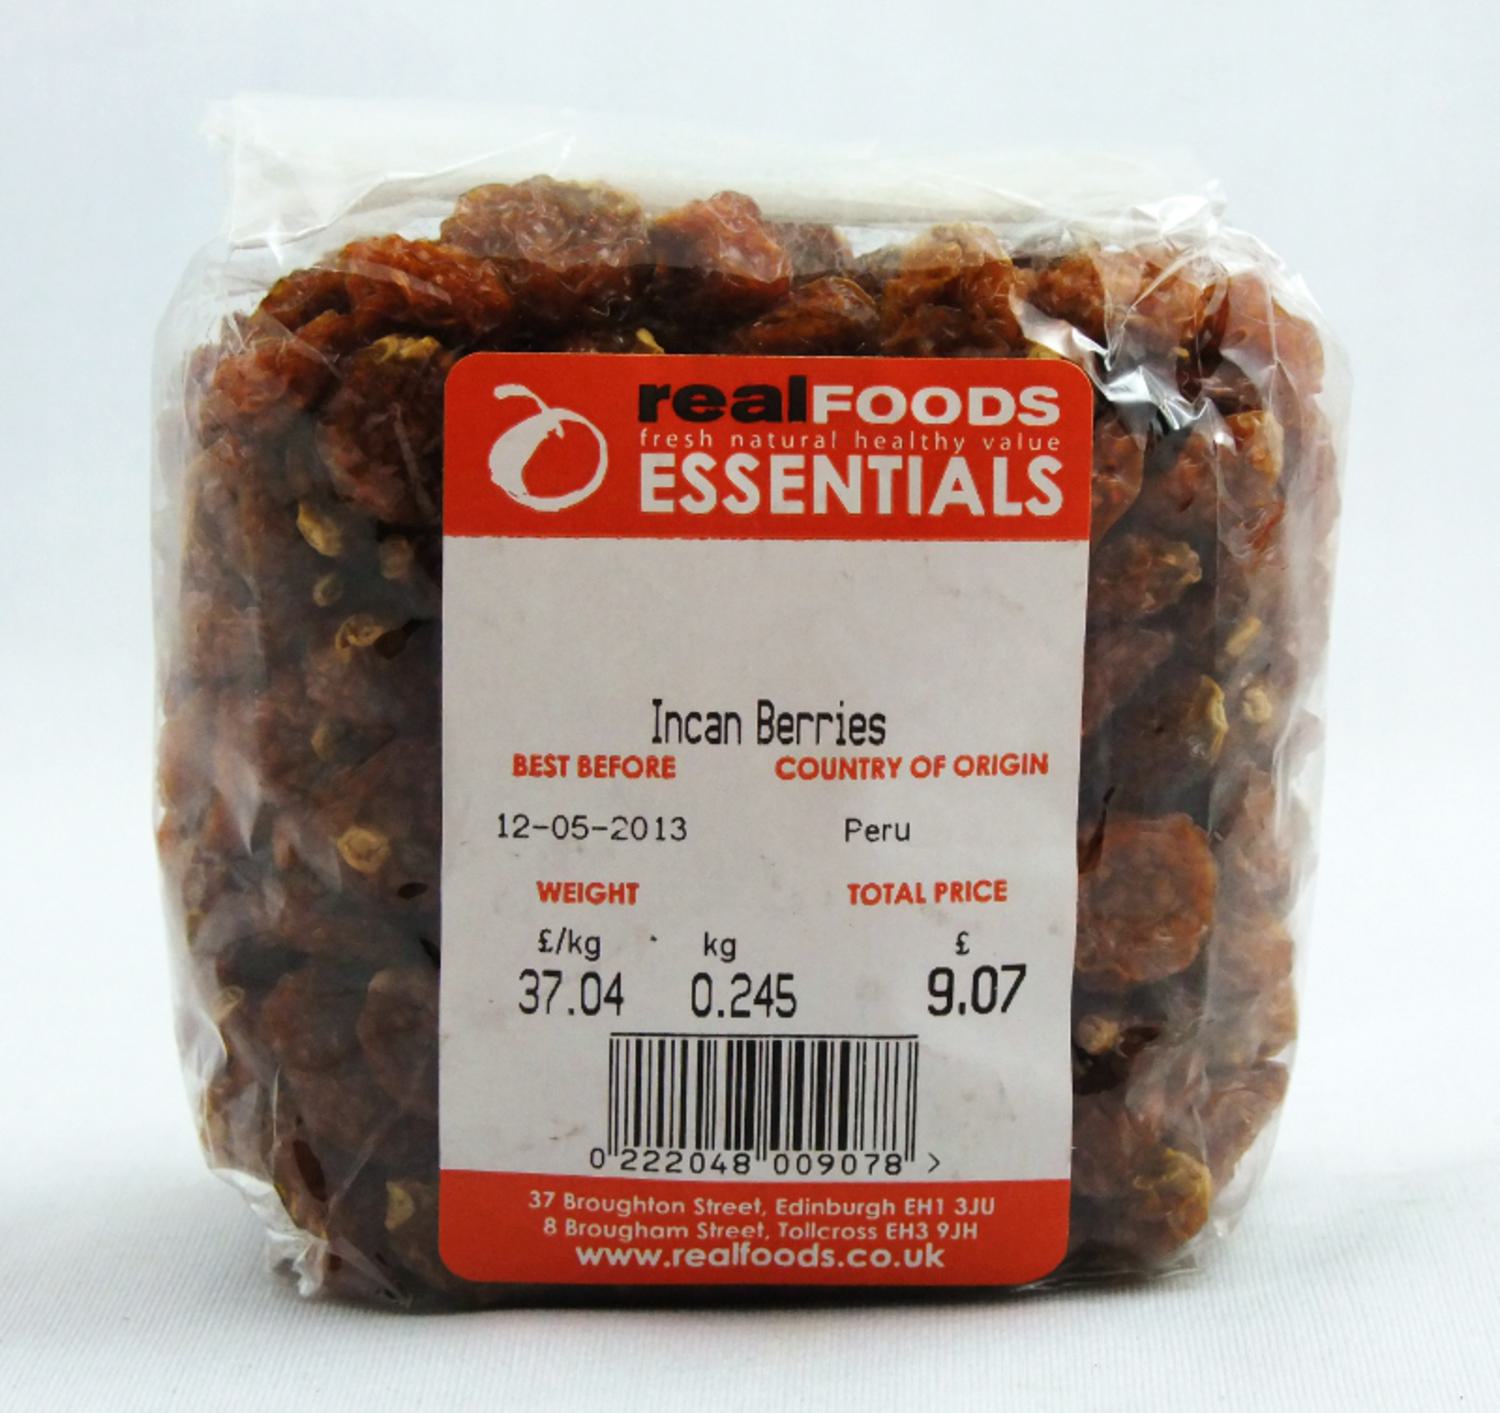 realFOODS
fresh natural healthy value
ESSENTIALS
Incan Berries
BEST BEFORE COUNTRY OF ORIGIN
12-05-2013 Peru
WEIGHT TOTAL PRICE
£/kg kg £
37.04 0.245 9.07
0 222048 009078 >
37 Broughton Street, Edinburgh EH1 3JU
8 Brougham Street, Tollcross EH3 9JH
www.realfoods.co.uk